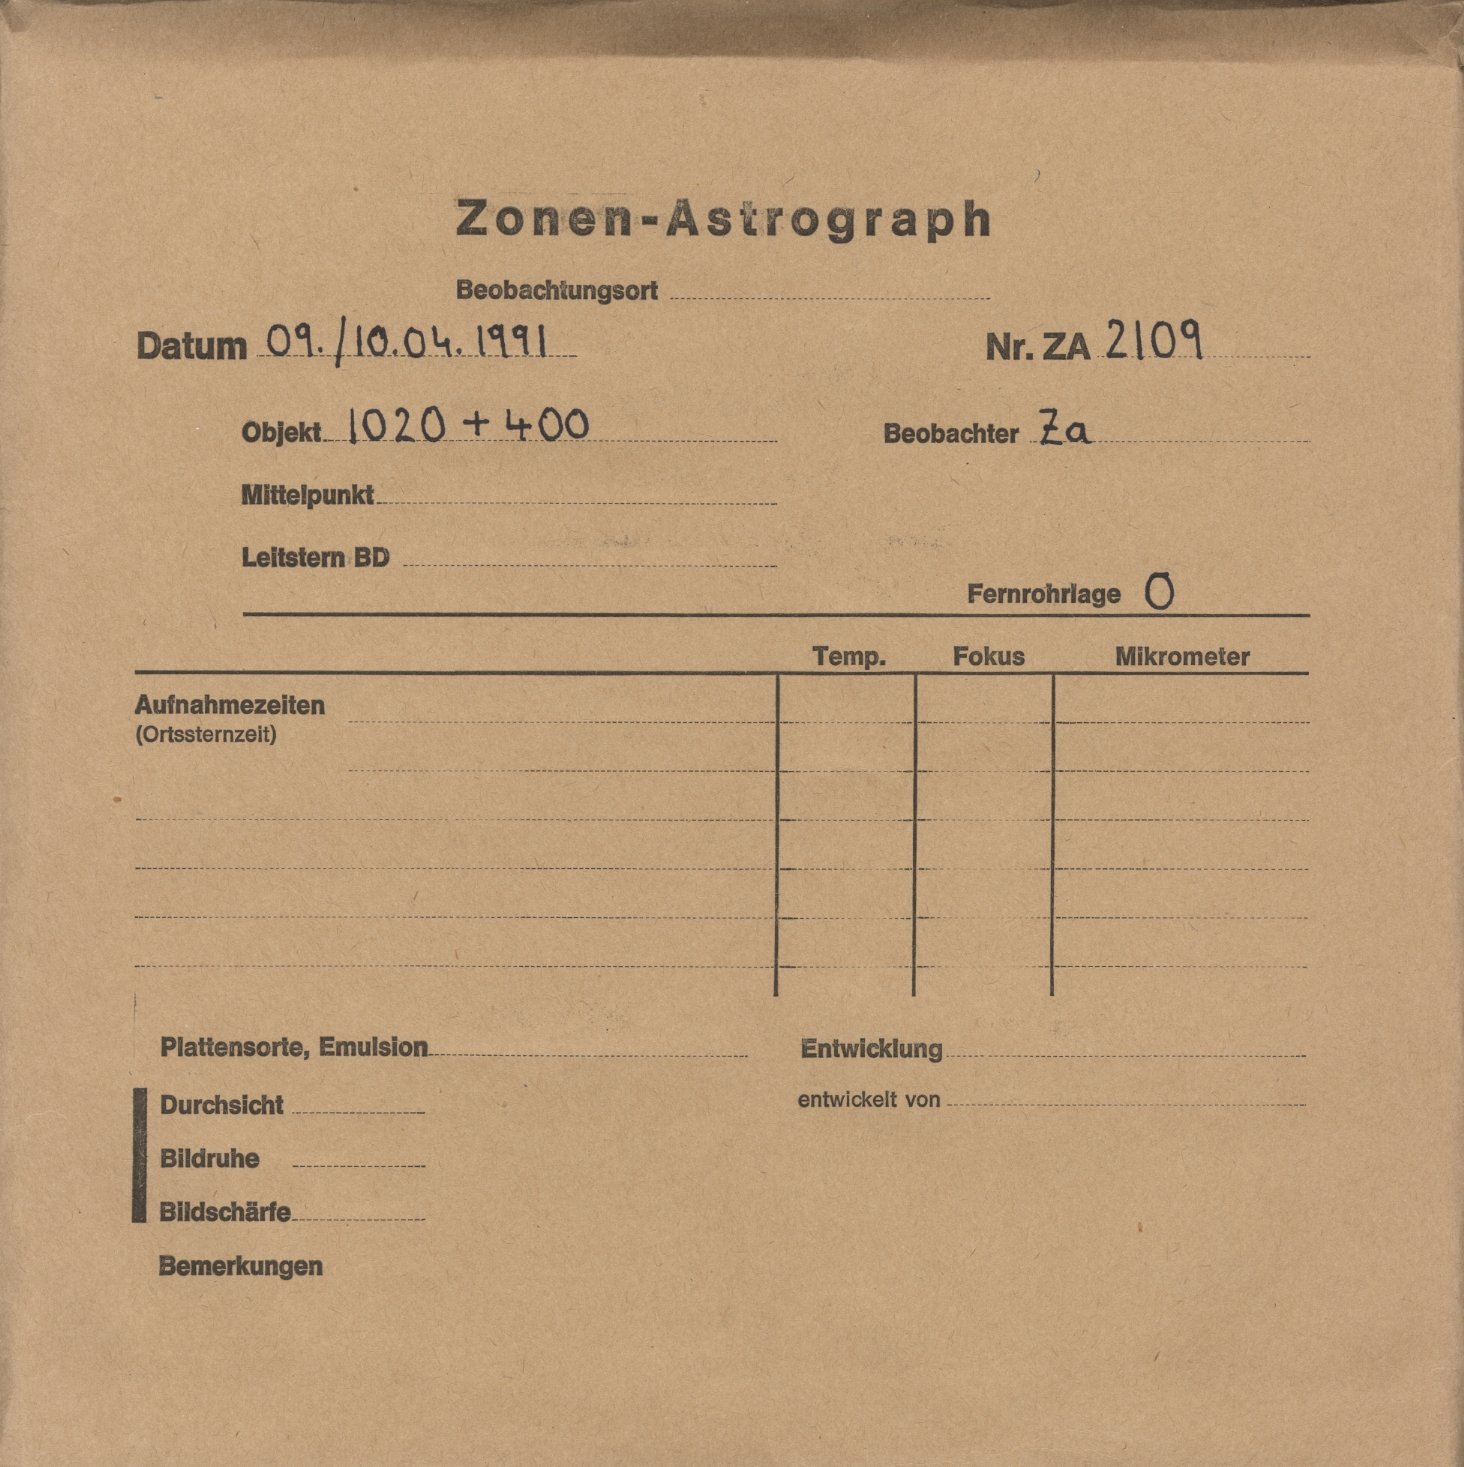 Zonen-Astrograph
Beobachtungsort
Datum 09./10.04.1991 Nr. ZA 2109
Objekt 1020 + 400 Beobachter Za
Mittelpunkt
Leitstern BD
Fernrohrlage O
Temp. Fokus Mikrometer
Aufnahmezeiten
(Ortssternzeit)
Plattensorte, Emulsion Entwicklung
Durchsicht entwickelt von
Bildruhe
Bildschärfe
Bemerkungen